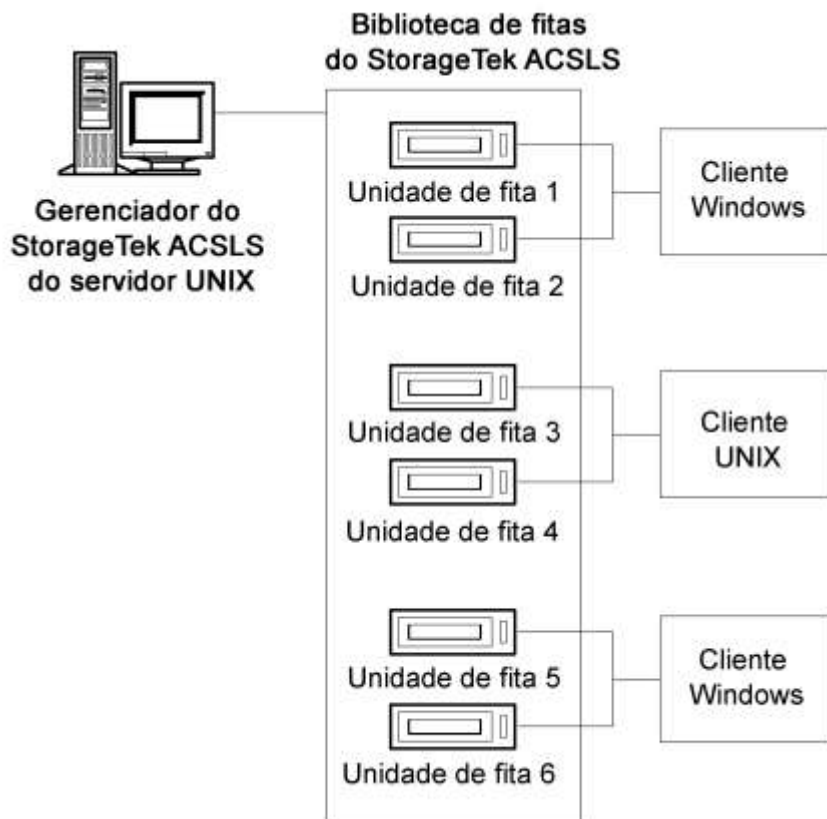 Biblioteca de fitas
do StorageTek ACSLS
Gerenciador do
StorageTek ACSLS
do servidor UNIX
Unidade de fita 1
Unidade de fita 2
Cliente
Windows
Unidade de fita 3
Unidade de fita 4
Cliente
UNIX
Unidade de fita 5
Unidade de fita 6
Cliente
Windows